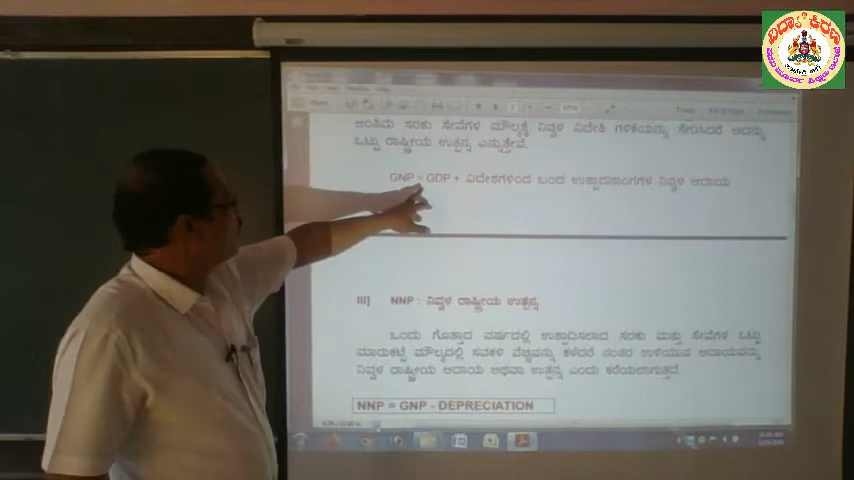 ಅಂತಿಮ ಸರಕು ಸೇವೆಗಳ ಮೌಲ್ಯಕ್ಕೆ ನಿವ್ವಳ ವಿದೇಶಿ ಗಳಿಕೆಯನ್ನು ಸೇರಿಸಿದರೆ ಅದನ್ನು
ಒಟ್ಟು ರಾಷ್ಟ್ರೀಯ ಉತ್ಪನ್ನ ಎನ್ನುತ್ತೇವೆ.
GNP = GDP + ವಿದೇಶಗಳಿಂದ ಬಂದ ಉತ್ಪಾದನಾಂಗಗಳ ನಿವ್ವಳ ಆದಾಯ
III] NNP : ನಿವ್ವಳ ರಾಷ್ಟ್ರೀಯ ಉತ್ಪನ್ನ
ಒಂದು ಗೊತ್ತಾದ ವರ್ಷದಲ್ಲಿ ಉತ್ಪಾದಿಸಲಾದ ಸರಕು ಮತ್ತು ಸೇವೆಗಳ ಒಟ್ಟು
ಮಾರುಕಟ್ಟೆ ಮೌಲ್ಯದಲ್ಲಿ ಸವಕಳಿ ವೆಚ್ಚವನ್ನು ಕಳೆದರೆ ನಂತರ ಉಳಿಯುವ ಆದಾಯವನ್ನು
ನಿವ್ವಳ ರಾಷ್ಟ್ರೀಯ ಆದಾಯ ಅಥವಾ ಉತ್ಪನ್ನ ಎಂದು ಕರೆಯಲಾಗುತ್ತದೆ
NNP = GNP - DEPRECIATION